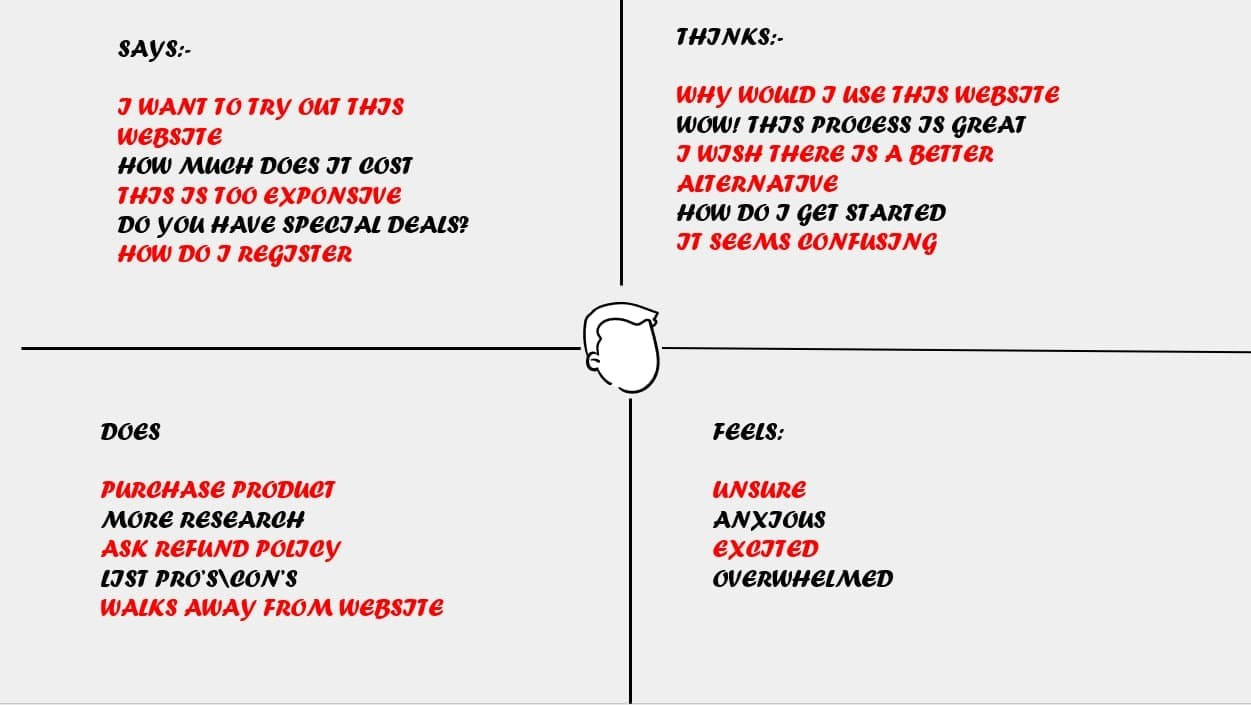 SAYS:-
I WANT TO TRY OUT THIS
WEBSITE
HOW MUCH DOES IT COST
THIS IS TOO EXPONSIVE
DO YOU HAVE SPECIAL DEALS?
HOW DO I REGISTER
THINKS:-
WHY WOULD I USE THIS WEBSITE
WOW! THIS PROCESS IS GREAT
I WISH THERE IS A BETTER
ALTERNATIVE
HOW DO I GET STARTED
IT SEEMS CONFUSING
DOES
PURCHASE PRODUCT
MORE RESEARCH
ASK REFUND POLICY
LIST PRO'S\CON'S
WALKS AWAY FROM WEBSITE
FEELS:
UNSURE
ANXIOUS
EXCITED
OVERWHELMED